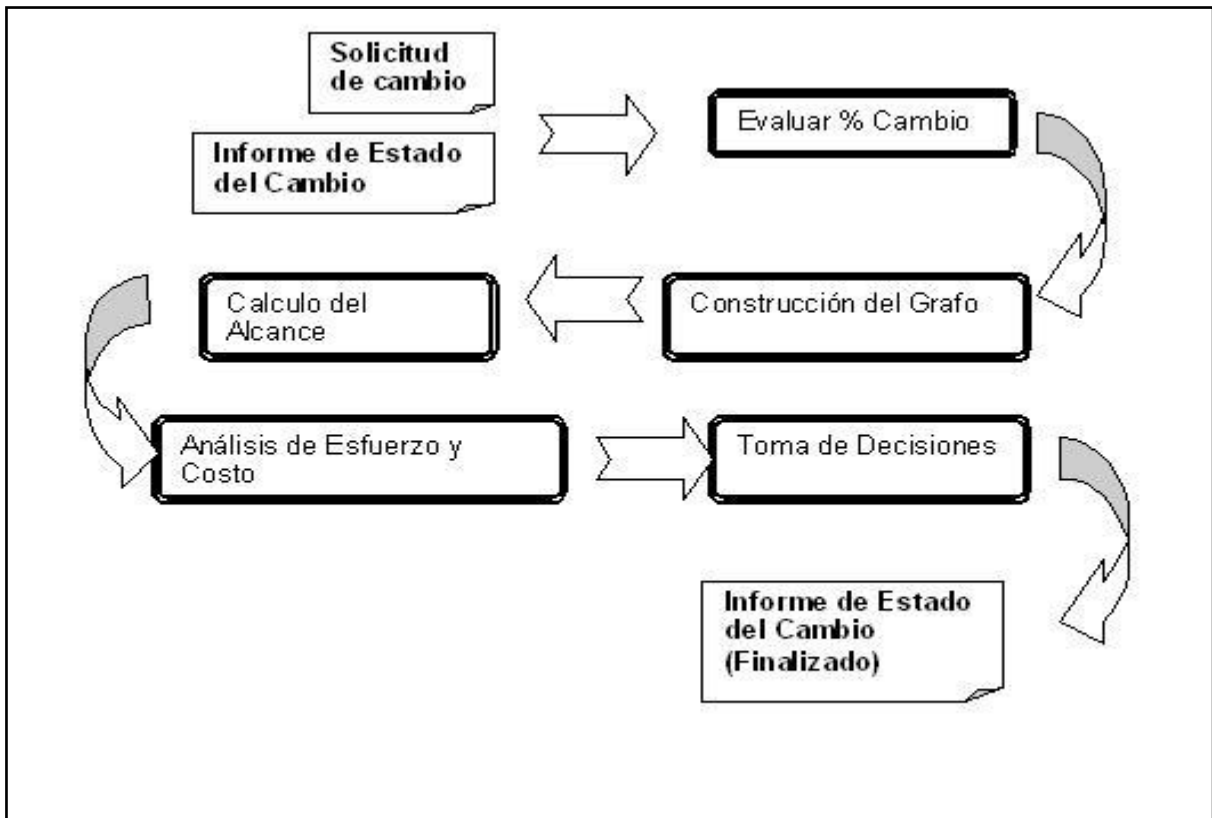 Solicitud
de cambio
Informe de Estado
del Cambio
Evaluar % Cambio
Construcción del Grafo
Calculo del
Alcance
Análisis de Esfuerzo y
Costo
Toma de Decisiones
Informe de Estado
del Cambio
(Finalizado)